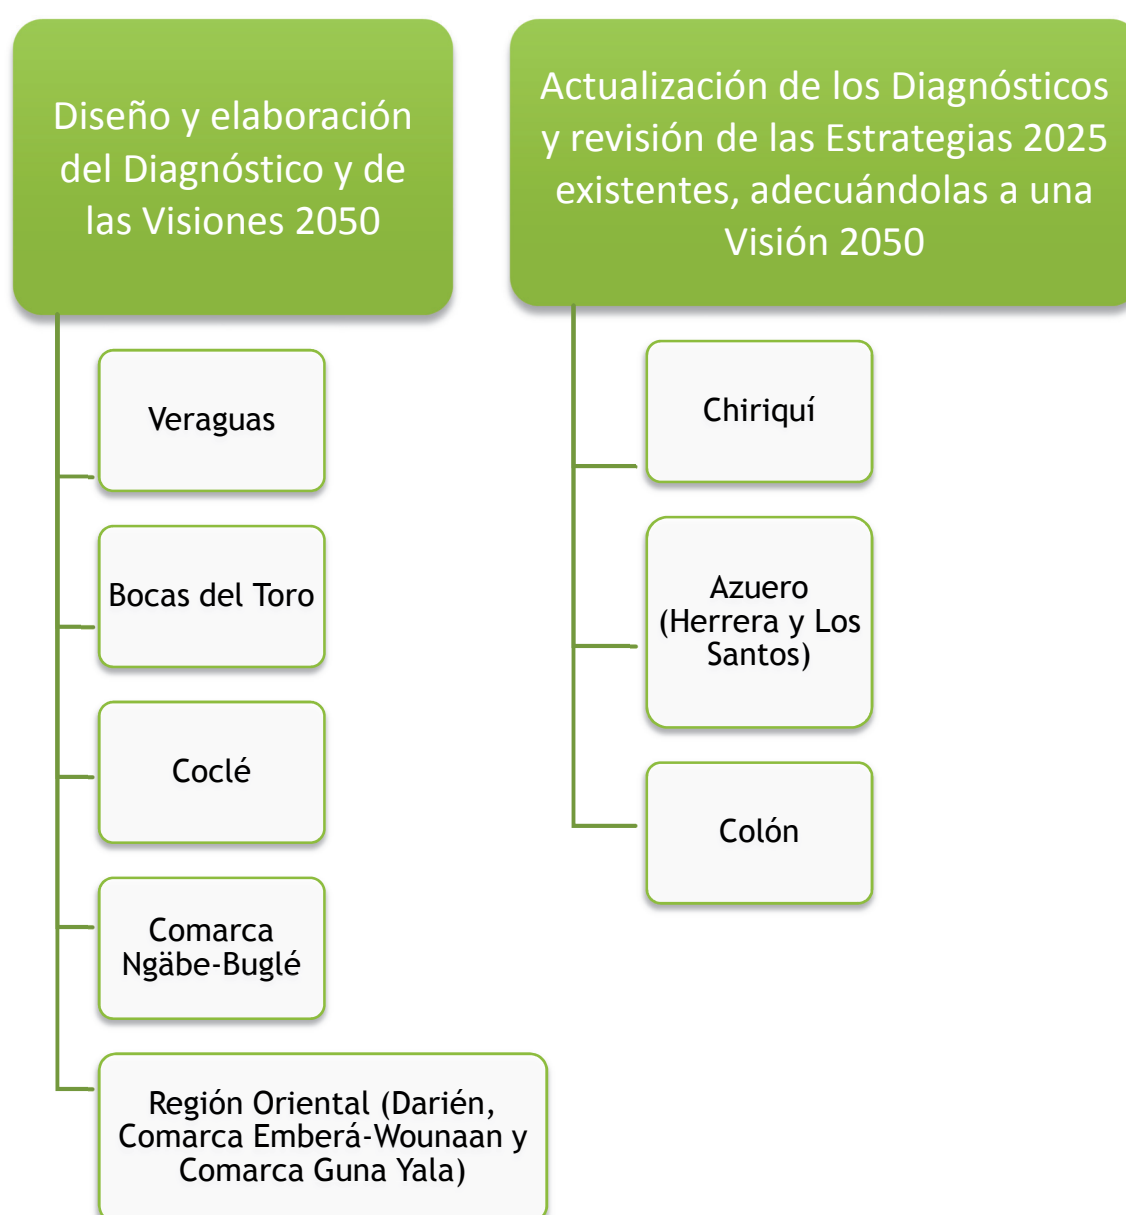 Diseño y elaboración
del Diagnóstico y de
las Visiones 2050
Veraguas
Bocas del Toro
Coclé
Comarca
Ngäbe-Buglé
Región Oriental (Darién,
Comarca Emberá-Wounaan y
Comarca Guna Yala)
Actualización de los Diagnósticos
y revisión de las Estrategias 2025
existentes, adecuándolas a una
Visión 2050
Chiriquí
Azuero
(Herrera y Los
Santos)
Colón